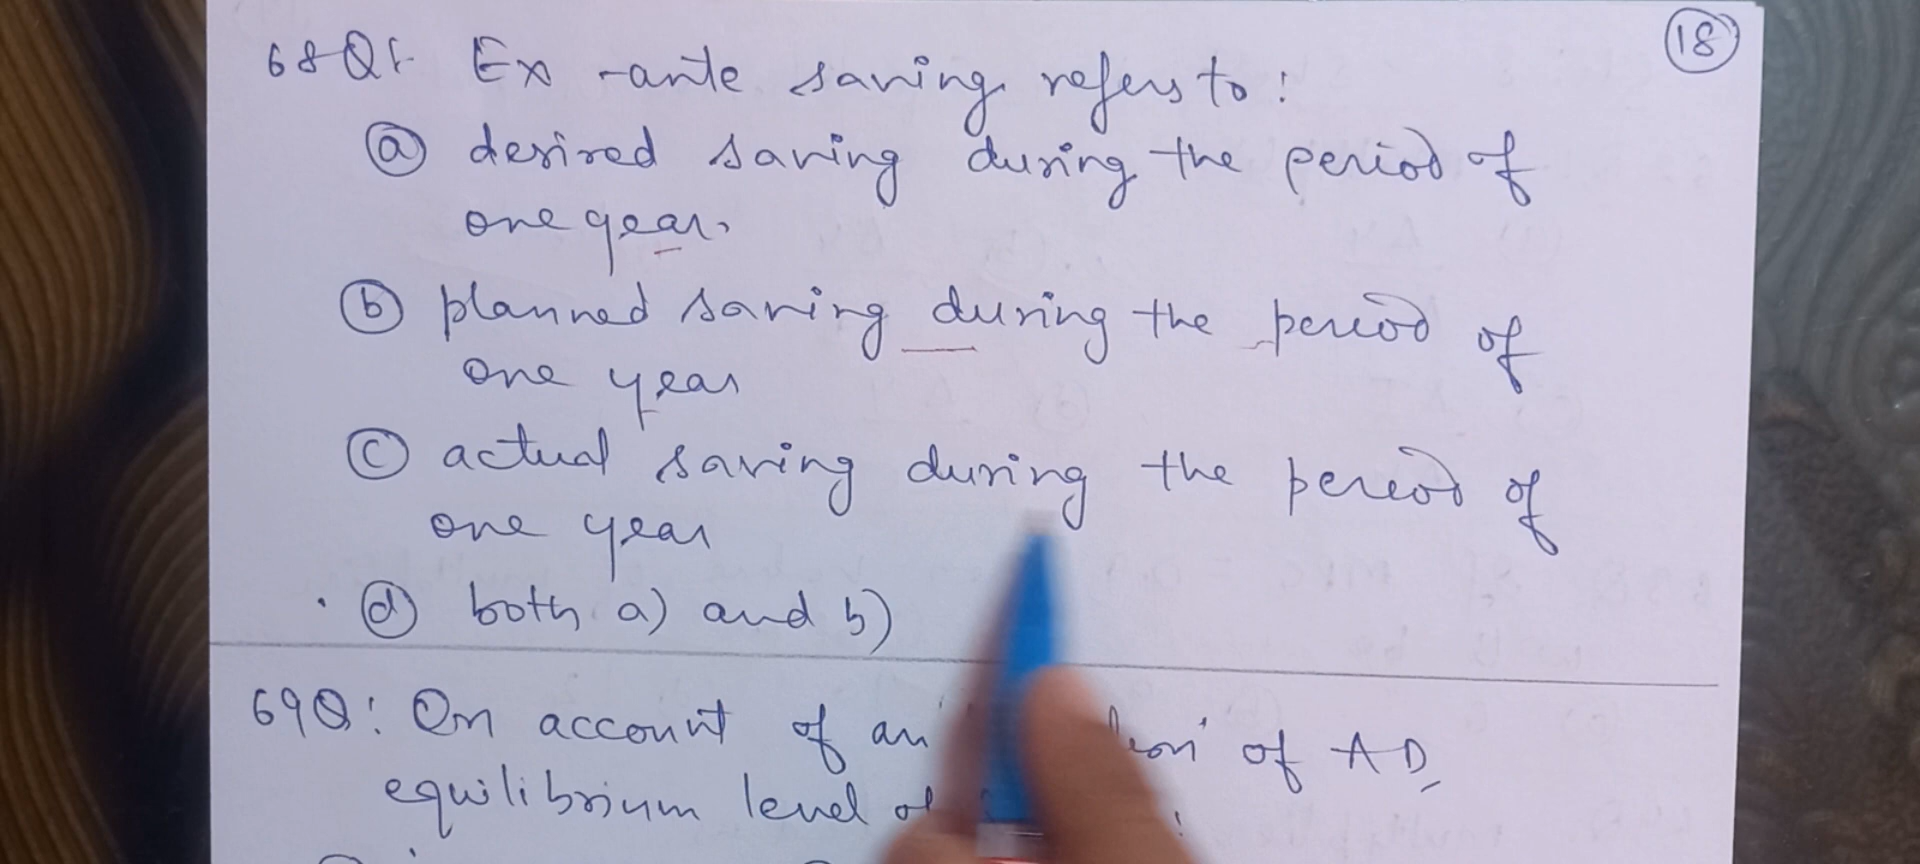 18
68Q:- Ex-ante saving refers to:
a desired saving during the period of
one year.
b planned saving during the period of
one year
c actual saving during the period of
one year
d both a) and b)
69Q: On account of an of AD,
equilibrium level of :